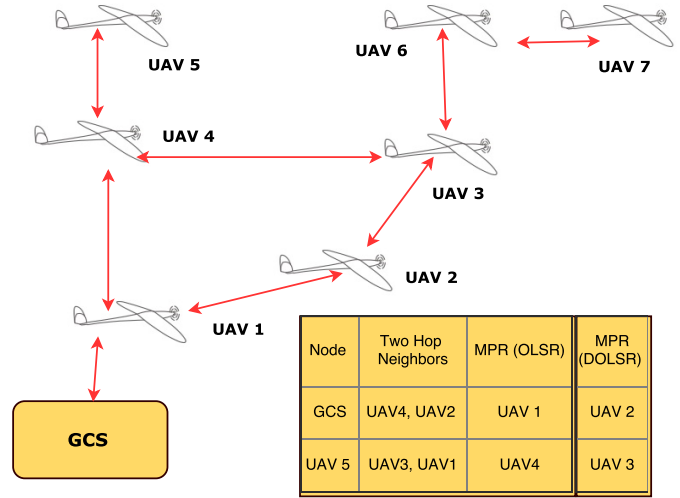 UAV 5
UAV 6
UAV 7
UAV 4
UAV 3
UAV 2
UAV 1
GCS
Node
Two Hop
Neighbors
MPR (OLSR)
MPR
(DOLSR)
GCS
UAV4, UAV2
UAV 1
UAV 2
UAV 5
UAV3, UAV1
UAV4
UAV 3